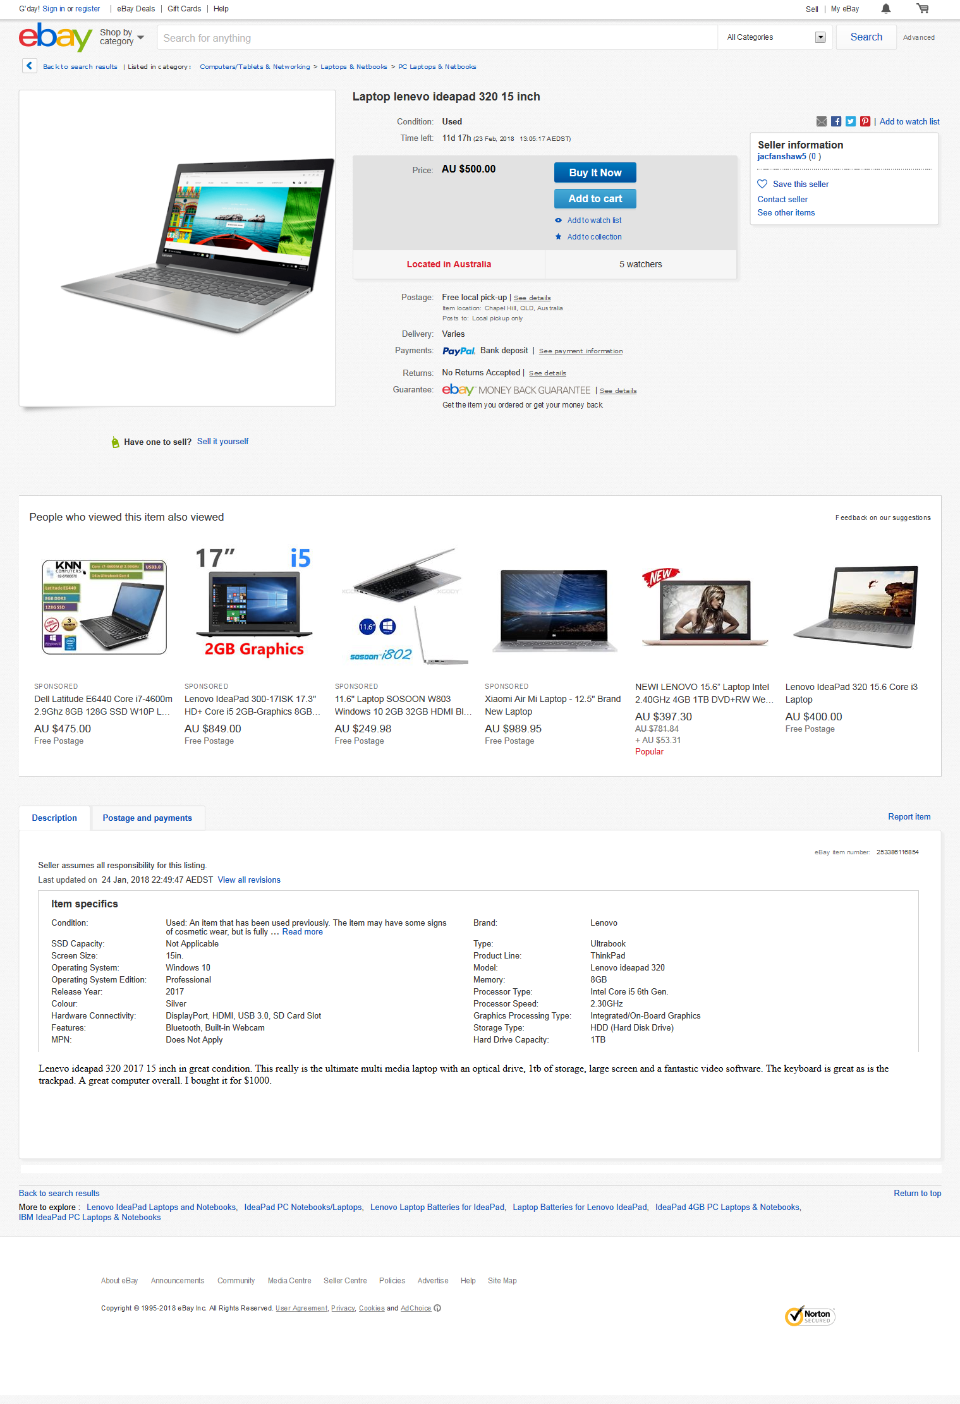 G'day! Sign in or register | eBay Deals | Gift Cards | Help
Sell | My eBay
ebay
Shop by category
Search for anything
All Categories
Search
Advanced
Back to search results | Listed in category: Computers/Tablets & Networking > Laptops & Netbooks > PC Laptops & Netbooks
Laptop lenevo ideapad 320 15 inch
Condition: Used
Time left: 11d 17h (23 Feb, 2018 13:05:17 AEDST)
| Add to watch list
Seller information
jacfanshaw5 (0 )
Save this seller
Contact seller
See other items
Price: AU $500.00
Buy It Now
Add to cart
Add to watch list
Add to collection
Located in Australia
5 watchers
Postage: Free local pick-up | See details
Item location: Chapel Hill, QLD, Australia
Posts to: Local pickup only
Delivery: Varies
Payments: PayPal Bank deposit | See payment information
Returns: No Returns Accepted | See details
Guarantee: ebay MONEY BACK GUARANTEE | See details
Get the item you ordered or get your money back.
Have one to sell? Sell it yourself
People who viewed this item also viewed
Feedback on our suggestions
KNN
COMPUTERS
17" i5
2GB Graphics
11.6"
sosoon i802
NEW
SPONSORED
Dell Latitude E6440 Core i7-4600m
2.9Ghz 8GB 128G SSD W10P L...
AU $475.00
Free Postage
SPONSORED
Lenovo IdeaPad 300-17ISK 17.3"
HD+ Core i5 2GB-Graphics 8GB...
AU $849.00
Free Postage
SPONSORED
11.6" Laptop SOSOON W803
Windows 10 2GB 32GB HDMI Bl...
AU $249.98
Free Postage
SPONSORED
Xiaomi Air Mi Laptop - 12.5" Brand
New Laptop
AU $989.95
Free Postage
NEW! LENOVO 15.6" Laptop Intel
2.40GHz 4GB 1TB DVD+RW We...
AU $397.30
AU $781.84
+ AU $53.31
Popular
Lenovo IdeaPad 320 15.6 Core i3
Laptop
AU $400.00
Free Postage
Description
Postage and payments
Report item
eBay item number: 253386116854
Seller assumes all responsibility for this listing.
Last updated on 24 Jan, 2018 22:49:47 AEDST View all revisions
Item specifics
Condition: Used: An item that has been used previously. The item may have some signs
of cosmetic wear, but is fully ... Read more
Brand: Lenovo
SSD Capacity: Not Applicable
Type: Ultrabook
Screen Size: 15in.
Product Line: ThinkPad
Operating System: Windows 10
Model: Lenovo ideapad 320
Operating System Edition: Professional
Memory: 8GB
Release Year: 2017
Processor Type: Intel Core i5 6th Gen.
Colour: Silver
Processor Speed: 2.30GHz
Hardware Connectivity: DisplayPort, HDMI, USB 3.0, SD Card Slot
Graphics Processing Type: Integrated/On-Board Graphics
Features: Bluetooth, Built-in Webcam
Storage Type: HDD (Hard Disk Drive)
MPN: Does Not Apply
Hard Drive Capacity: 1TB
Lenevo ideapad 320 2017 15 inch in great condition. This really is the ultimate multi media laptop with an optical drive, 1tb of storage, large screen and a fantastic video software. The keyboard is great as is the
trackpad. A great computer overall. I bought it for $1000.
Back to search results
Return to top
More to explore : Lenovo IdeaPad Laptops and Notebooks, IdeaPad PC Notebooks/Laptops, Lenovo Laptop Batteries for IdeaPad, Laptop Batteries for Lenovo IdeaPad, IdeaPad 4GB PC Laptops & Notebooks,
IBM IdeaPad PC Laptops & Notebooks
About eBay Announcements Community Media Centre Seller Centre Policies Advertise Help Site Map
Copyright © 1995-2018 eBay Inc. All Rights Reserved. User Agreement, Privacy, Cookies and AdChoice
Norton
SECURED